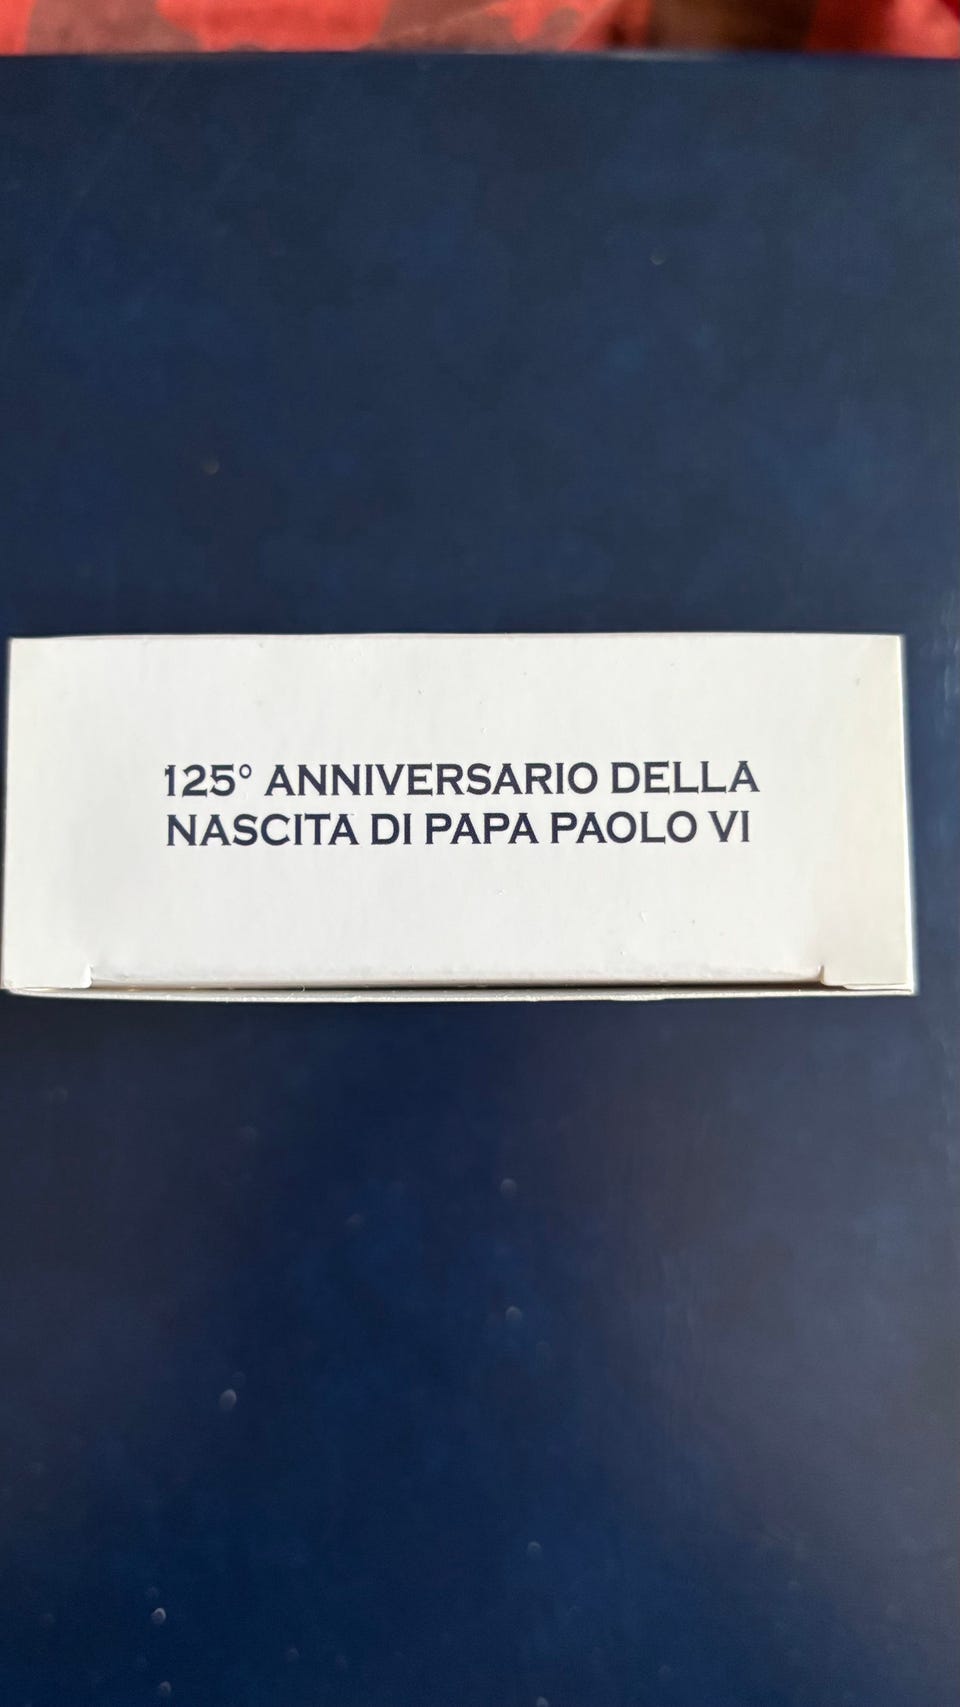 125° ANNIVERSARIO DELLA
NASCITA DI PAPA PAOLO VI